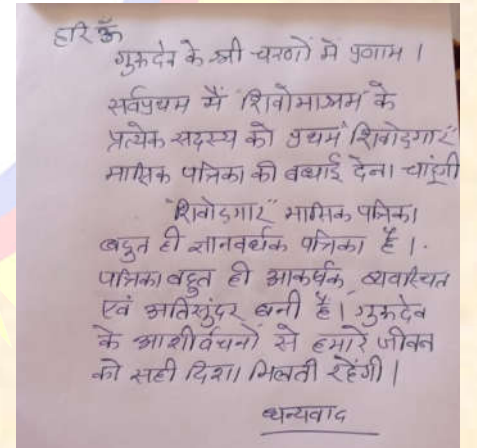 हरि ॐ
गुरुदेव के श्री चरणों में प्रणाम ।
सर्वप्रथम मैं "शिवोमाश्रम के
प्रत्येक सदस्य को प्रथम "शिवोड्गार"
मासिक पत्रिका की बधाई देना चाहूंगी
"शिवोड्गार" मासिक पत्रिका
बहुत ही ज्ञानवर्धक पत्रिका है ।
पत्रिका बहुत ही आकर्षक, व्यवस्थित
एवं अतिसुंदर बनी है । गुरुदेव
के आशीर्वचनों से हमारे जीवन
को सही दिशा मिलती रहेंगी ।
धन्यवाद